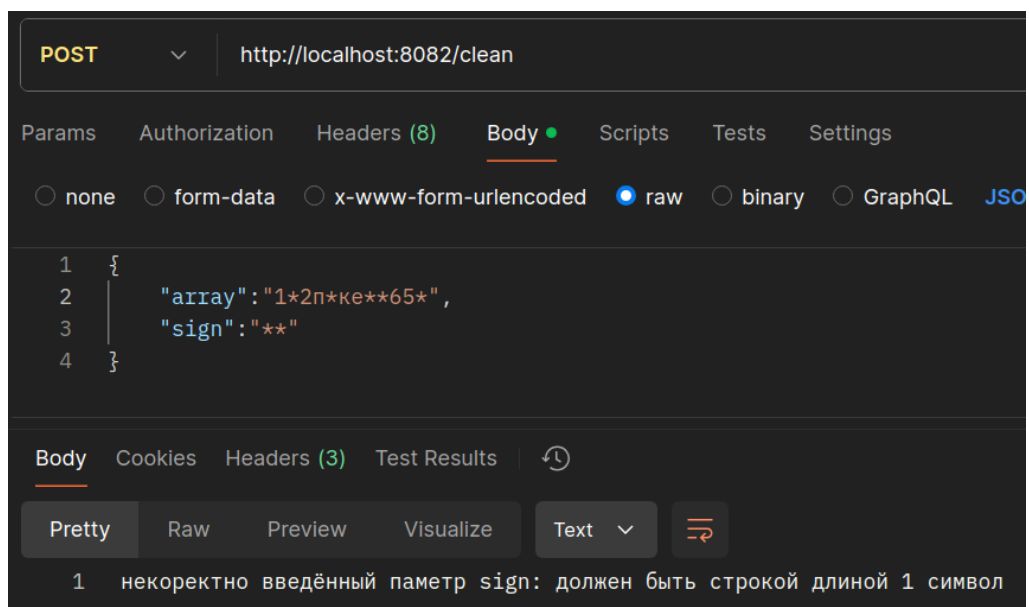 POST http://localhost:8082/clean
Params Authorization Headers (8) Body Scripts Tests Settings
none form-data x-www-form-urlencoded raw binary GraphQL JSO
1 {
2 "array":"1*2п*ке**65*",
3 "sign":"**"
4 }
Body Cookies Headers (3) Test Results
Pretty Raw Preview Visualize Text
1 некоректно введённый паметр sign: должен быть строкой длиной 1 символ